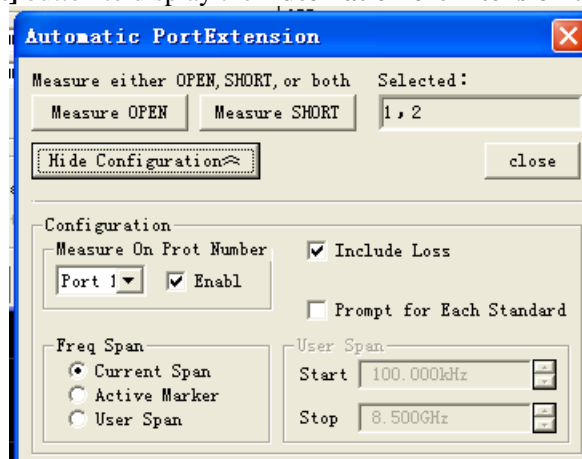 Automatic PortExtension
Measure either OPEN, SHORT, or both Selected:
Measure OPEN Measure SHORT 1,2
Hide Configuration close
Configuration
Measure On Prot Number Include Loss
Port 1 Enabl
Prompt for Each Standard
Freq Span User Span
Current Span Start 100.000kHz
Active Marker
User Span Stop 8.500GHz